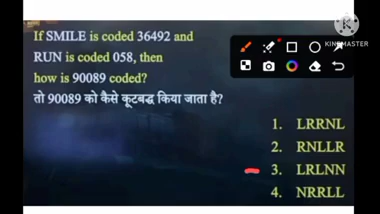 If SMILE is coded 36492 and
RUN is coded 058, then
how is 90089 coded?
तो 90089 को कैसे कूटबद्ध किया जाता है?
1. LRRNL
2. RNLLR
3. LRLNN
4. NRRLL
KINEMASTER